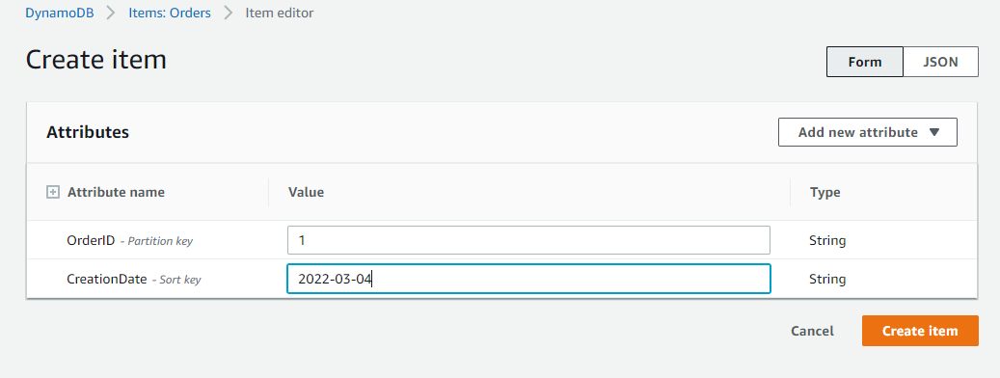 DynamoDB > Items: Orders > Item editor
Create item
Form JSON
Attributes
Add new attribute
Attribute name Value Type
OrderID - Partition key 1 String
CreationDate - Sort key 2022-03-04 String
Cancel Create item